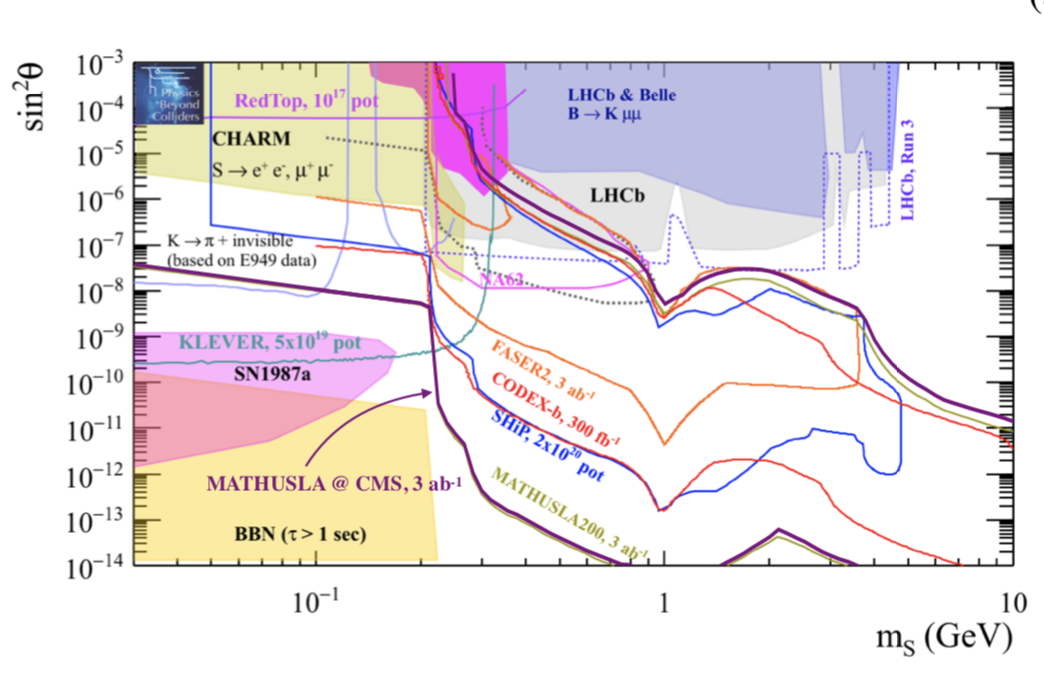 (
sin²θ
10⁻³
10⁻⁴
10⁻⁵
10⁻⁶
10⁻⁷
10⁻⁸
10⁻⁹
10⁻¹⁰
10⁻¹¹
10⁻¹²
10⁻¹³
10⁻¹⁴
Physics
Beyond
Colliders
RedTop, 10¹⁷ pot
LHCb & Belle
B → K μμ
CHARM
S → e⁺ e⁻, μ⁺ μ⁻
LHCb
LHCb, Run 3
K → π + invisible
(based on E949 data)
NA62
KLEVER, 5x10¹⁹ pot
SN1987a
FASER2, 3 ab⁻¹
CODEX-b, 300 fb⁻¹
SHiP, 2x10²⁰ pot
MATHUSLA @ CMS, 3 ab⁻¹
MATHUSLA200, 3 ab⁻¹
BBN (τ > 1 sec)
10⁻¹
1
10
mS (GeV)